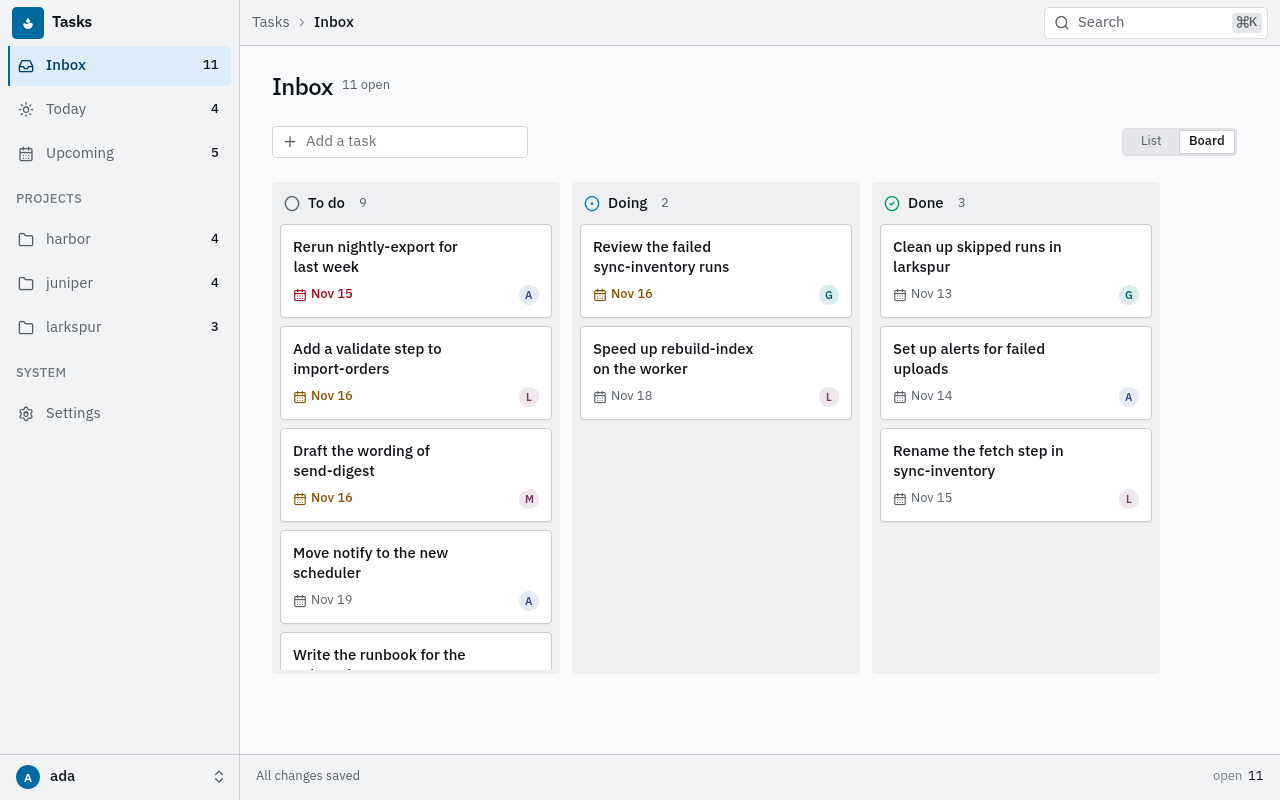 Tasks
Inbox 11
Today 4
Upcoming 5
PROJECTS
harbor 4
juniper 4
larkspur 3
SYSTEM
Settings
A ada
Tasks > Inbox
Search ⌘K
Inbox 11 open
Add a task
List Board
To do 9
Rerun nightly-export for
last week
Nov 15 A
Add a validate step to
import-orders
Nov 16 L
Draft the wording of
send-digest
Nov 16 M
Move notify to the new
scheduler
Nov 19 A
Write the runbook for the
Doing 2
Review the failed
sync-inventory runs
Nov 16 G
Speed up rebuild-index
on the worker
Nov 18 L
Done 3
Clean up skipped runs in
larkspur
Nov 13 G
Set up alerts for failed
uploads
Nov 14 A
Rename the fetch step in
sync-inventory
Nov 15 L
All changes saved
open 11